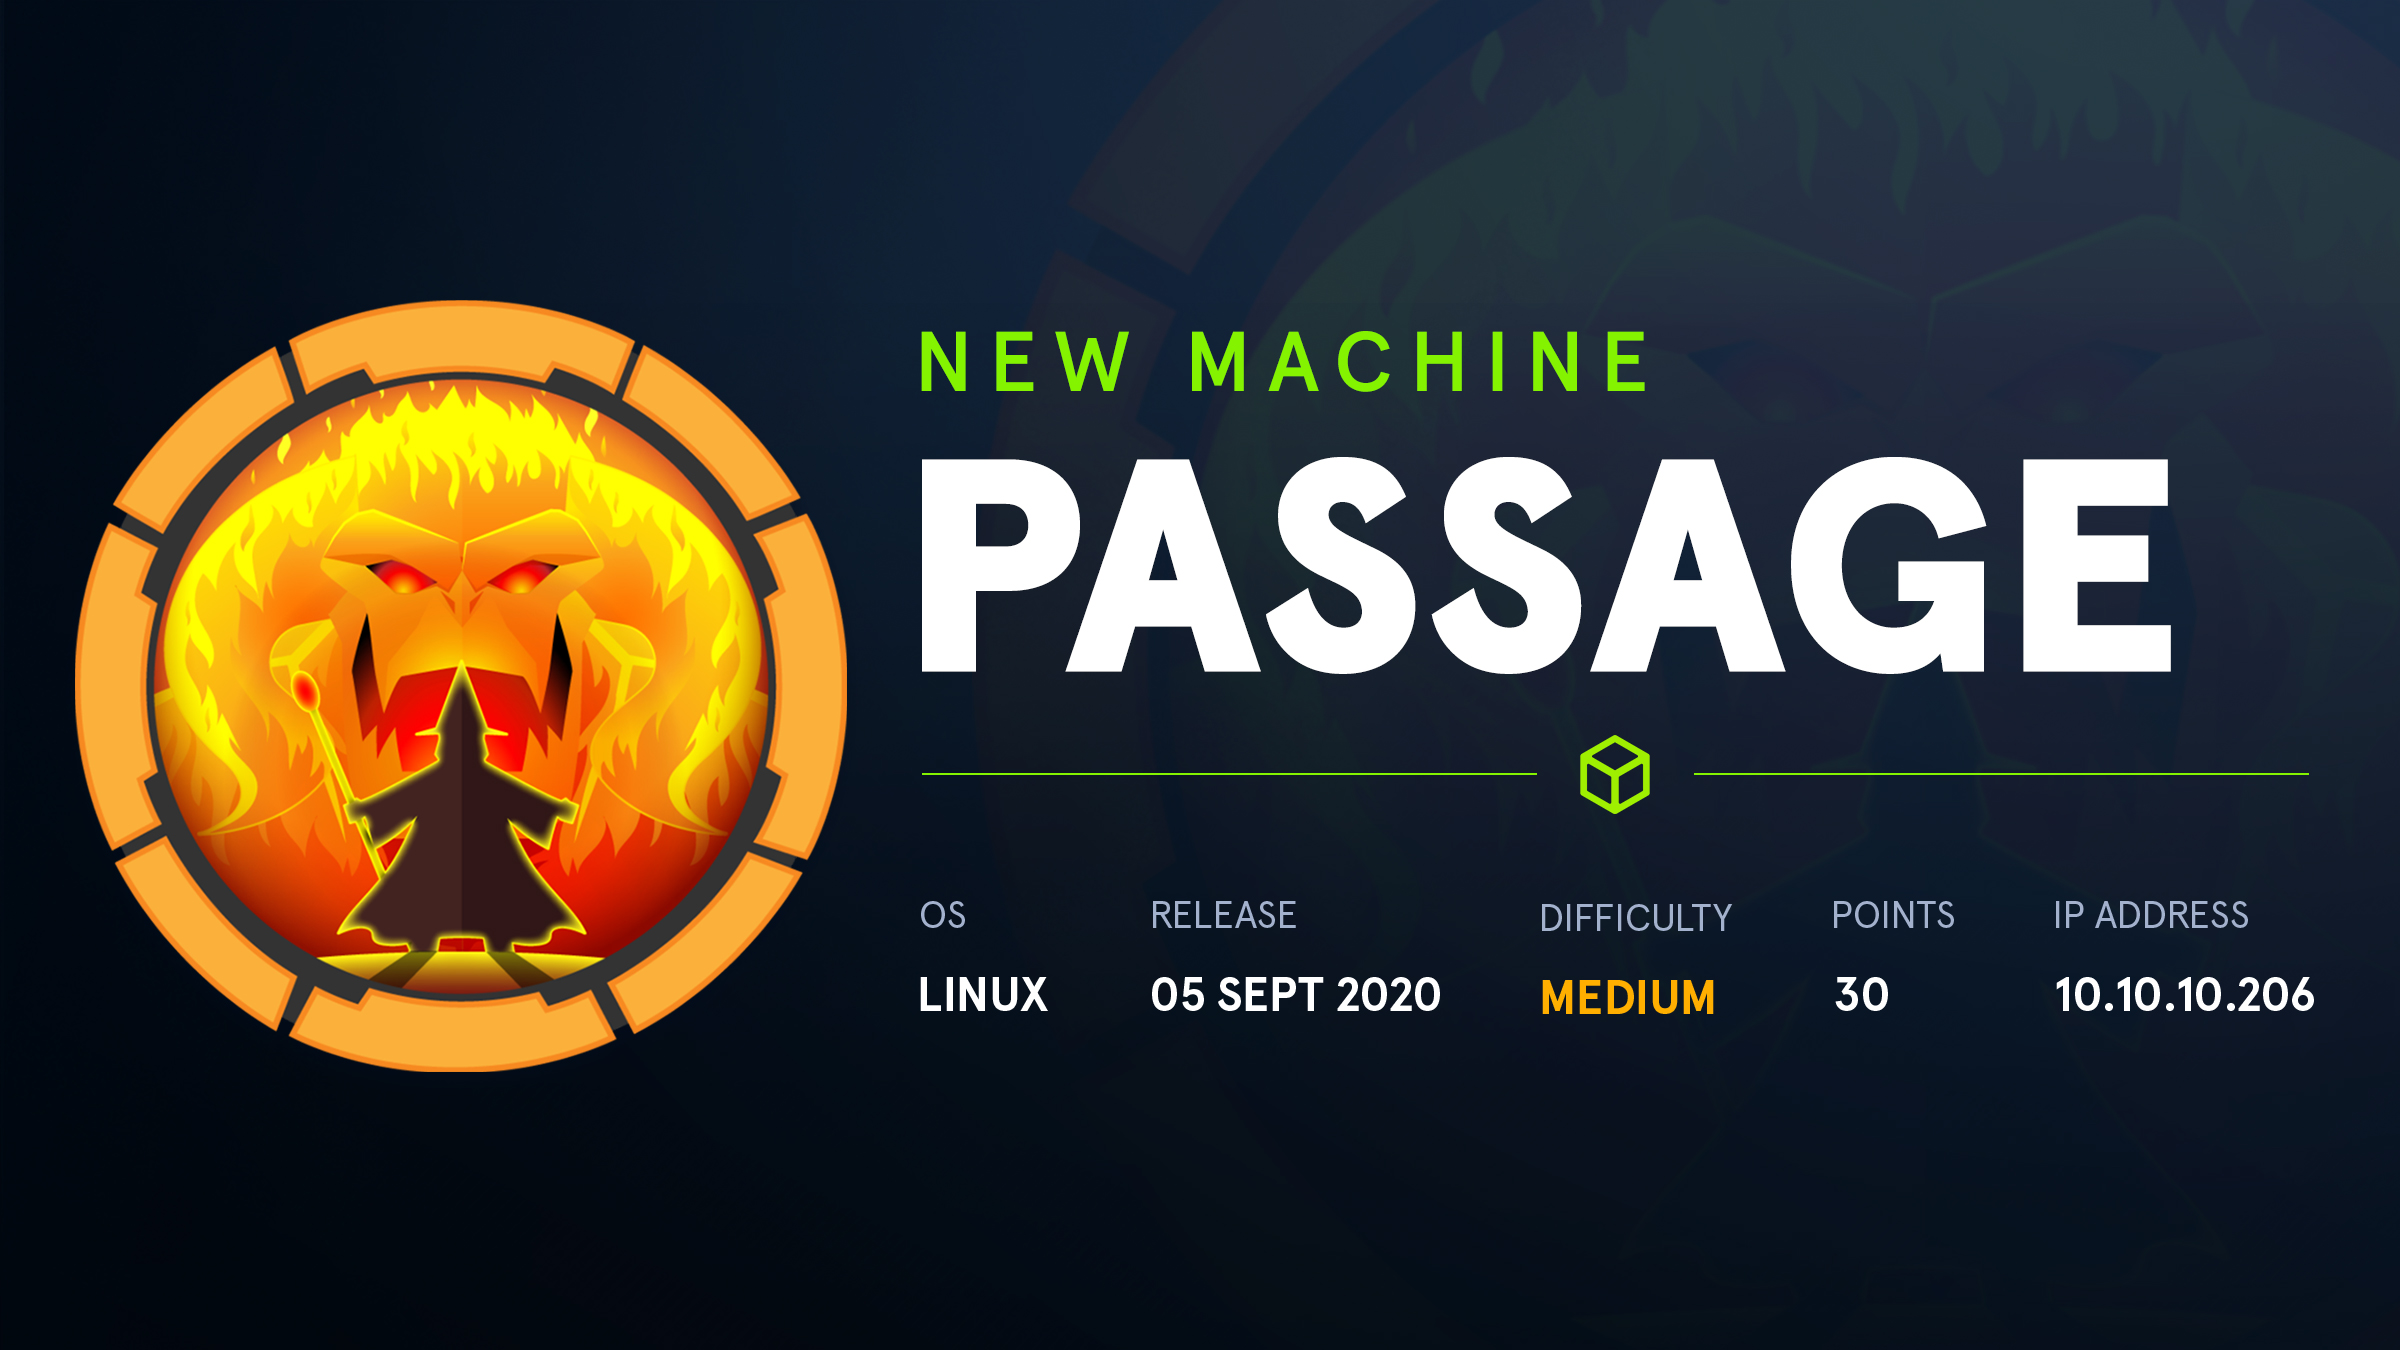 NEW MACHINE
PASSAGE
OS RELEASE DIFFICULTY POINTS IP ADDRESS
LINUX 05 SEPT 2020 MEDIUM 30 10.10.10.206